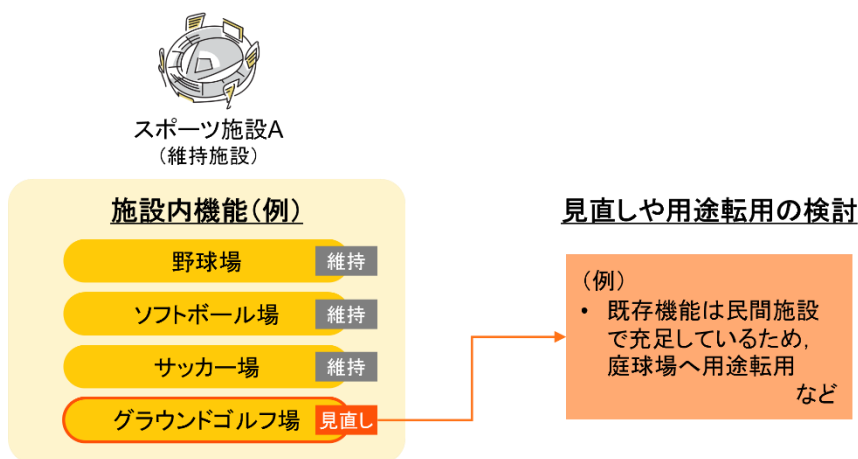 スポーツ施設A
（維持施設）
施設内機能（例）
野球場 維持
ソフトボール場 維持
サッカー場 維持
グラウンドゴルフ場 見直し
見直しや用途転用の検討
（例）
• 既存機能は民間施設
で充足しているため，
庭球場へ用途転用
など